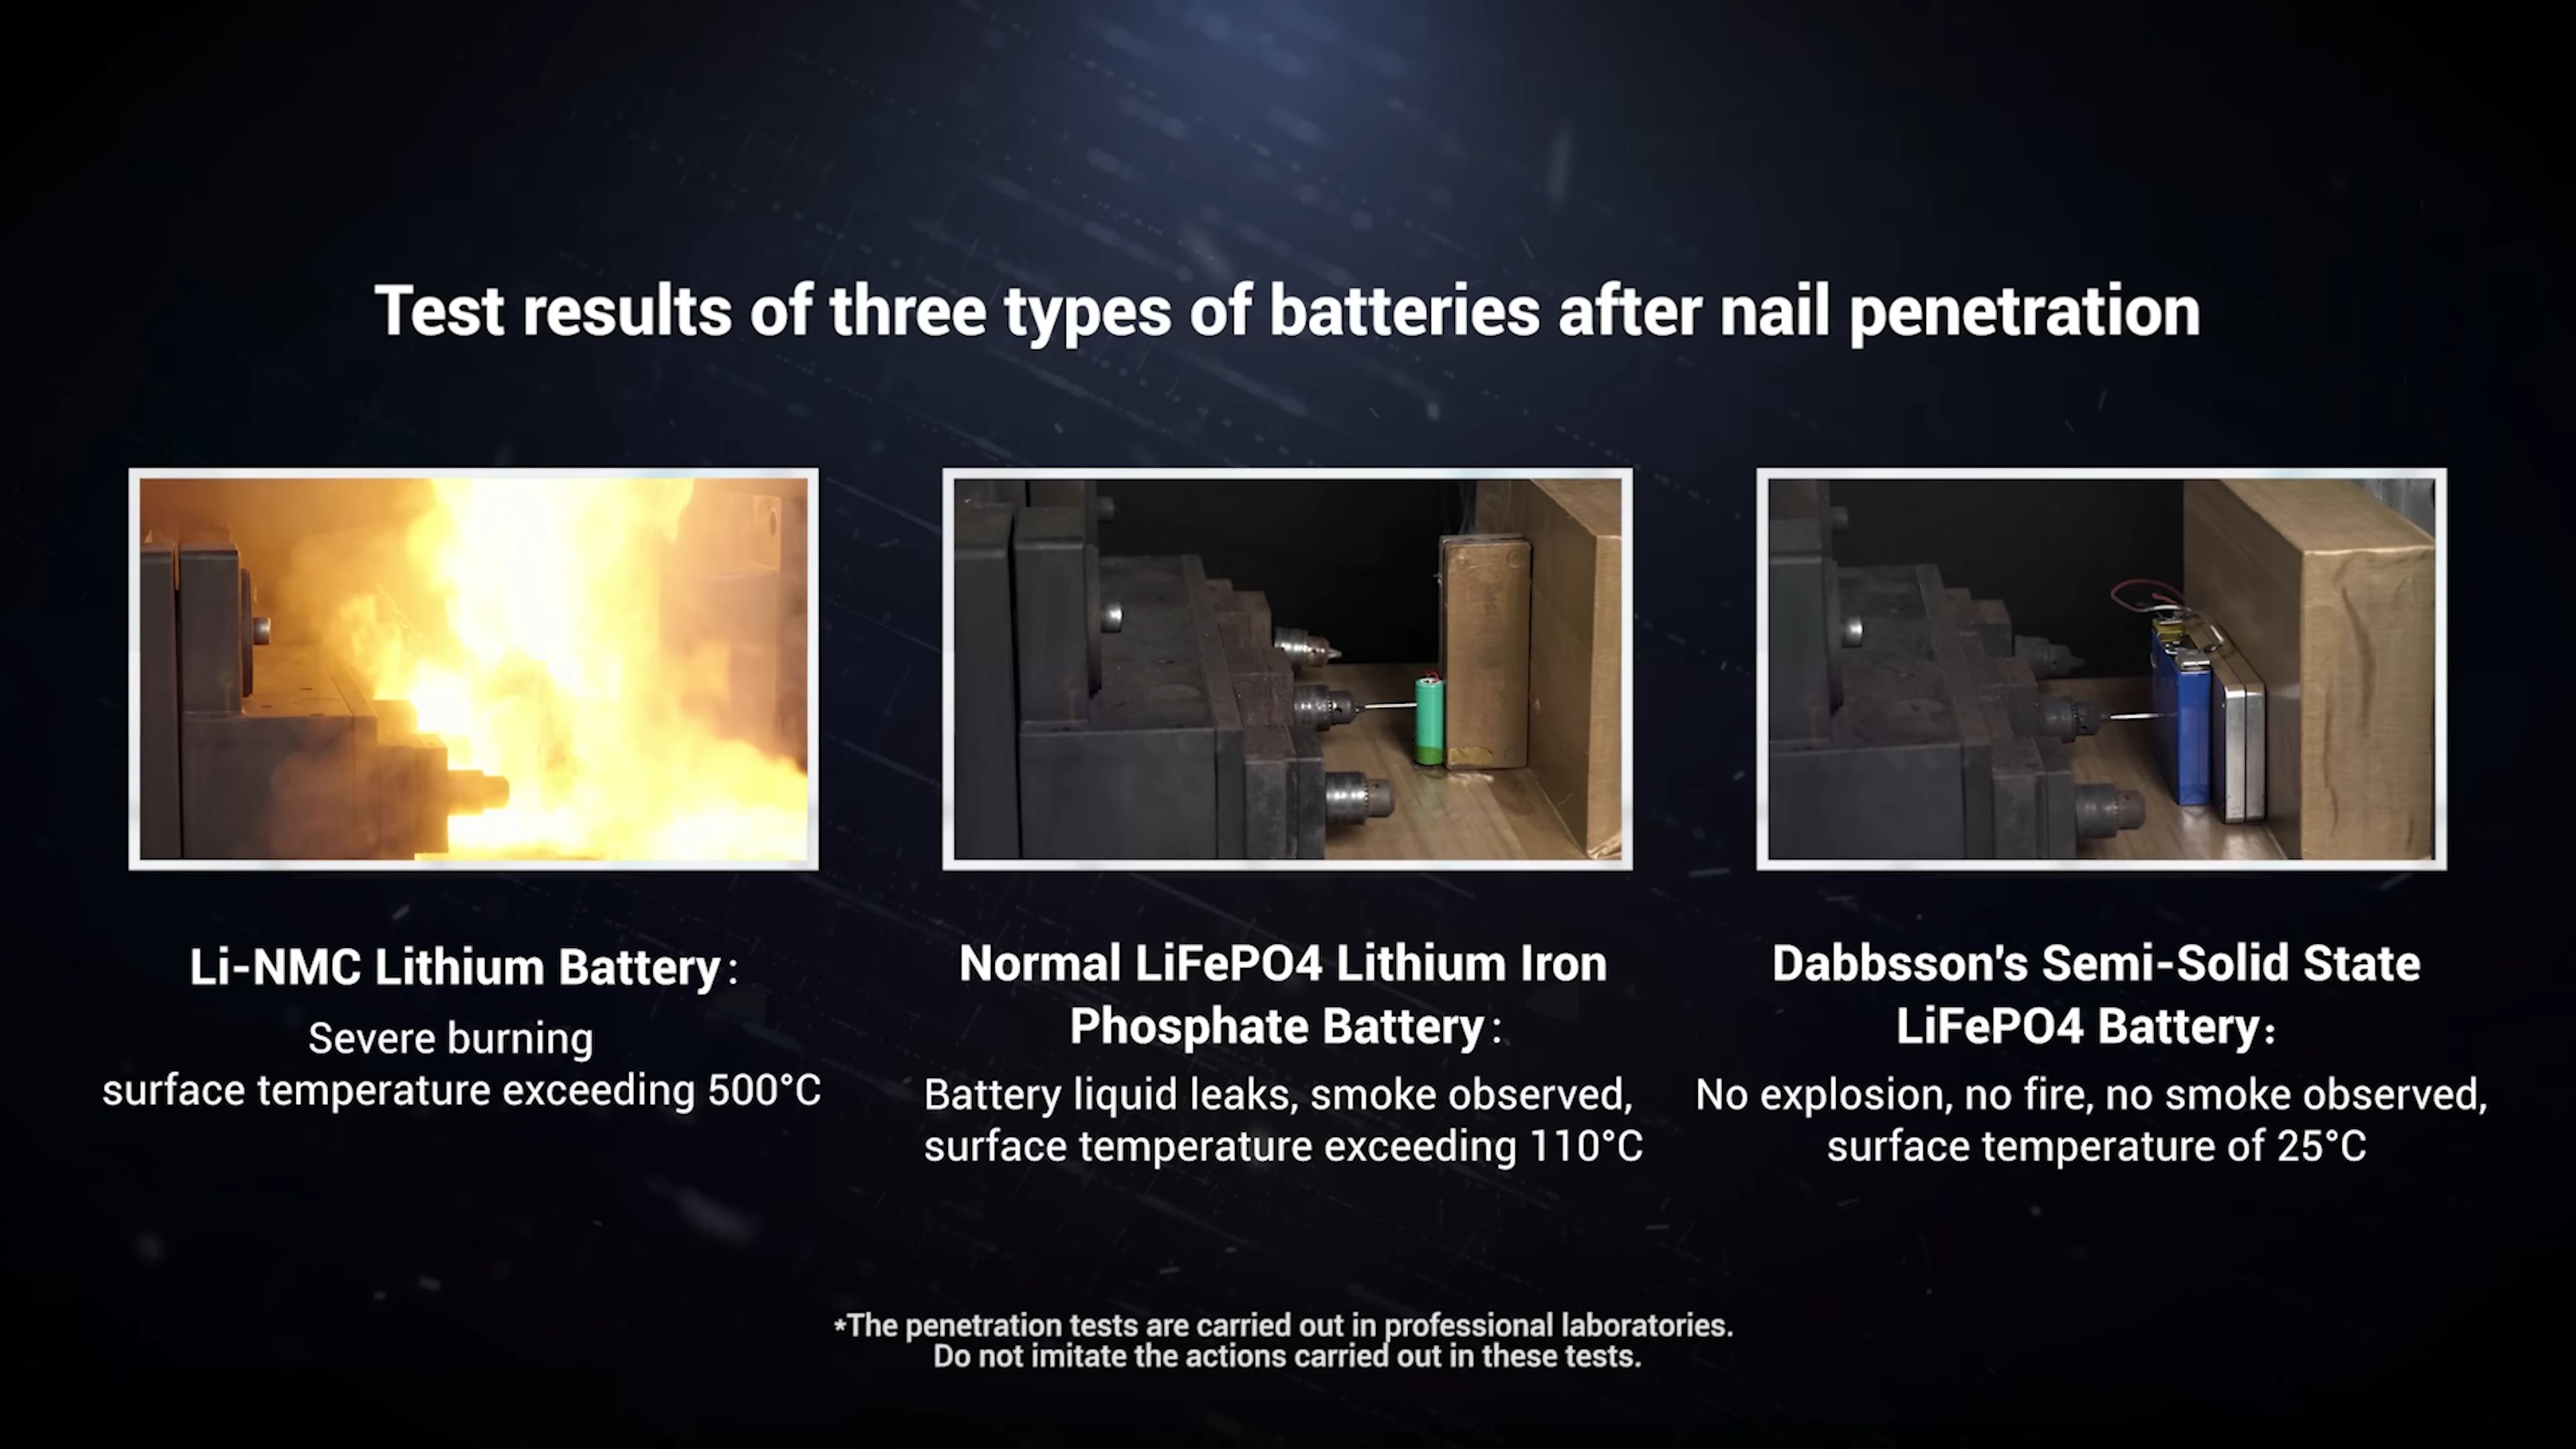 Test results of three types of batteries after nail penetration
Li-NMC Lithium Battery:
Severe burning
surface temperature exceeding 500°C
Normal LiFePO4 Lithium Iron
Phosphate Battery:
Battery liquid leaks, smoke observed,
surface temperature exceeding 110°C
Dabbsson's Semi-Solid State
LiFePO4 Battery:
No explosion, no fire, no smoke observed,
surface temperature of 25°C
*The penetration tests are carried out in professional laboratories.
Do not imitate the actions carried out in these tests.